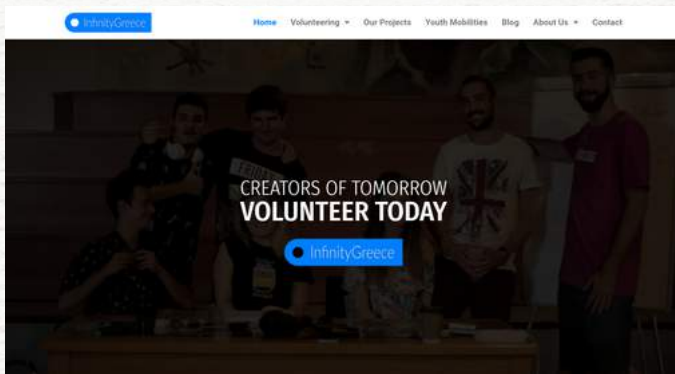 InfinityGreece
Home Volunteering Our Projects Youth Mobilities Blog About Us Contact
CREATORS OF TOMORROW
VOLUNTEER TODAY
InfinityGreece